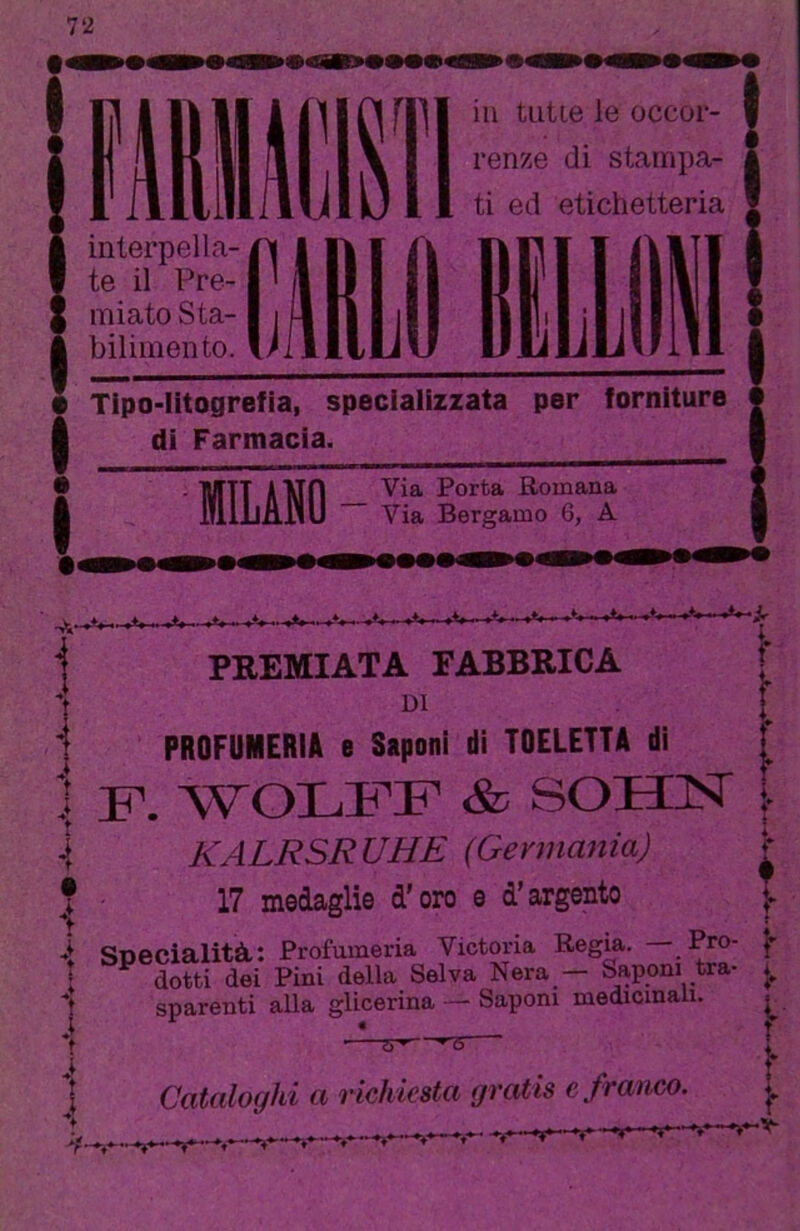 72
FARMACISTI
in tutte le occor-
renze di stampa-
ti ed etichetteria
interpella-
te il Pre-
miato Sta-
bilimento.
CARLO BELLONI
Tipo-litogrefia, specializzata per forniture
di Farmacia.
MILANO — Via Porta Romana
Via Bergamo 6, A
PREMIATA FABBRICA
DI
PROFUMERIA e Saponi di TOELETTA di
F. WOLFF & SOHN
KALRSRUHE (Germania)
17 medaglie d'oro e d'argento
Specialità: Profumeria Victoria Regia. — Pro-
dotti dei Pini della Selva Nera — Saponi tra-
sparenti alla glicerina — Saponi medicinali.
Cataloghi a richiesta gratis e franco.